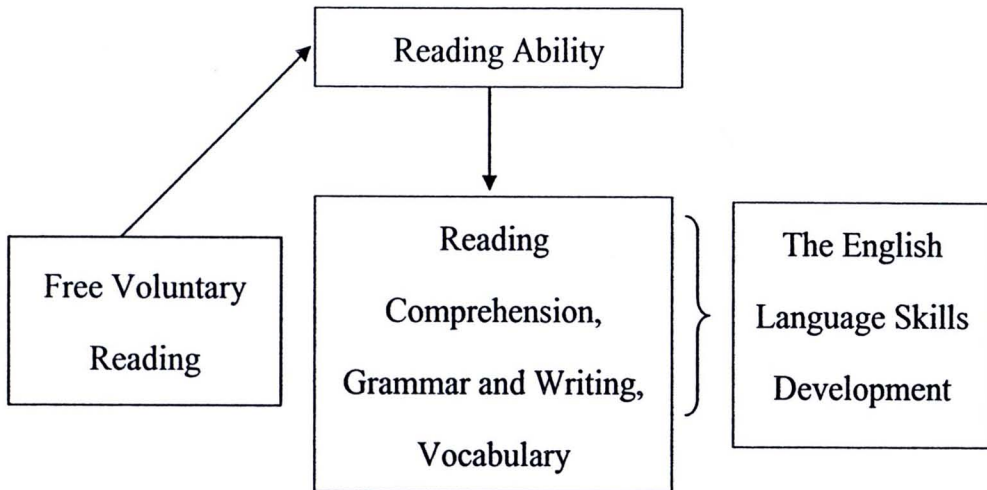 Reading Ability
Free Voluntary
Reading
Reading
Comprehension,
Grammar and Writing,
Vocabulary
The English
Language Skills
Development